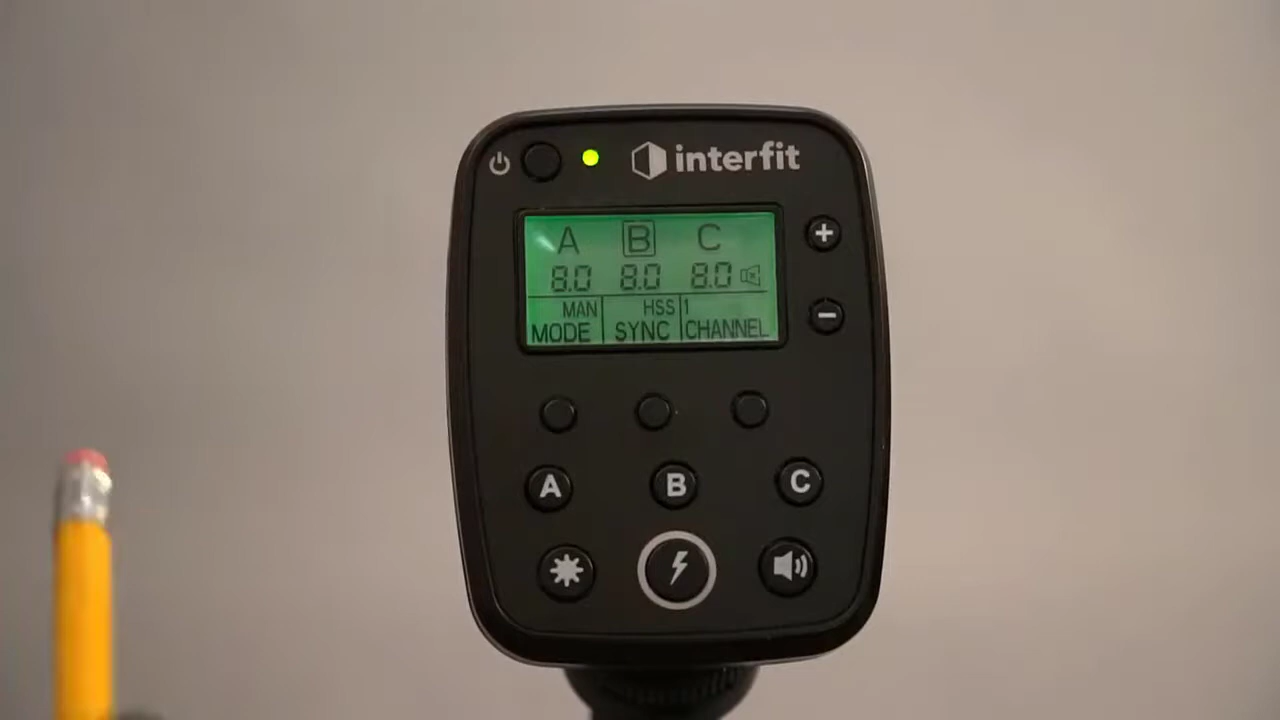 interfit
A B C
8.0 8.0 8.0
MAN HSS 1
MODE SYNC CHANNEL
+
-
A B C